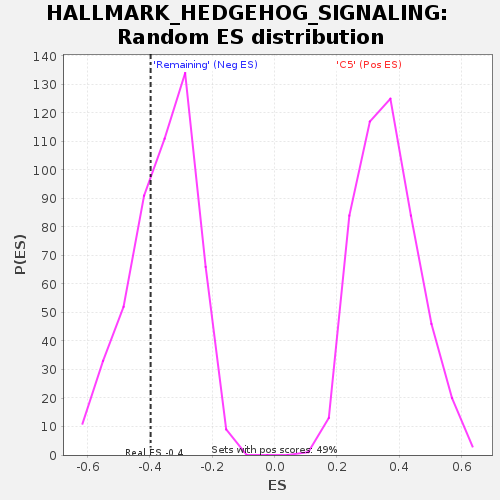 HALLMARK_HEDGEHOG_SIGNALING:
Random ES distribution
'Remaining' (Neg ES)
'C5' (Pos ES)
140
130
120
110
100
90
80
70
60
50
40
30
20
10
0
P(ES)
Real ES -0.4
Sets with pos scores: 49%
-0.6 -0.4 -0.2 0.0 0.2 0.4 0.6
ES